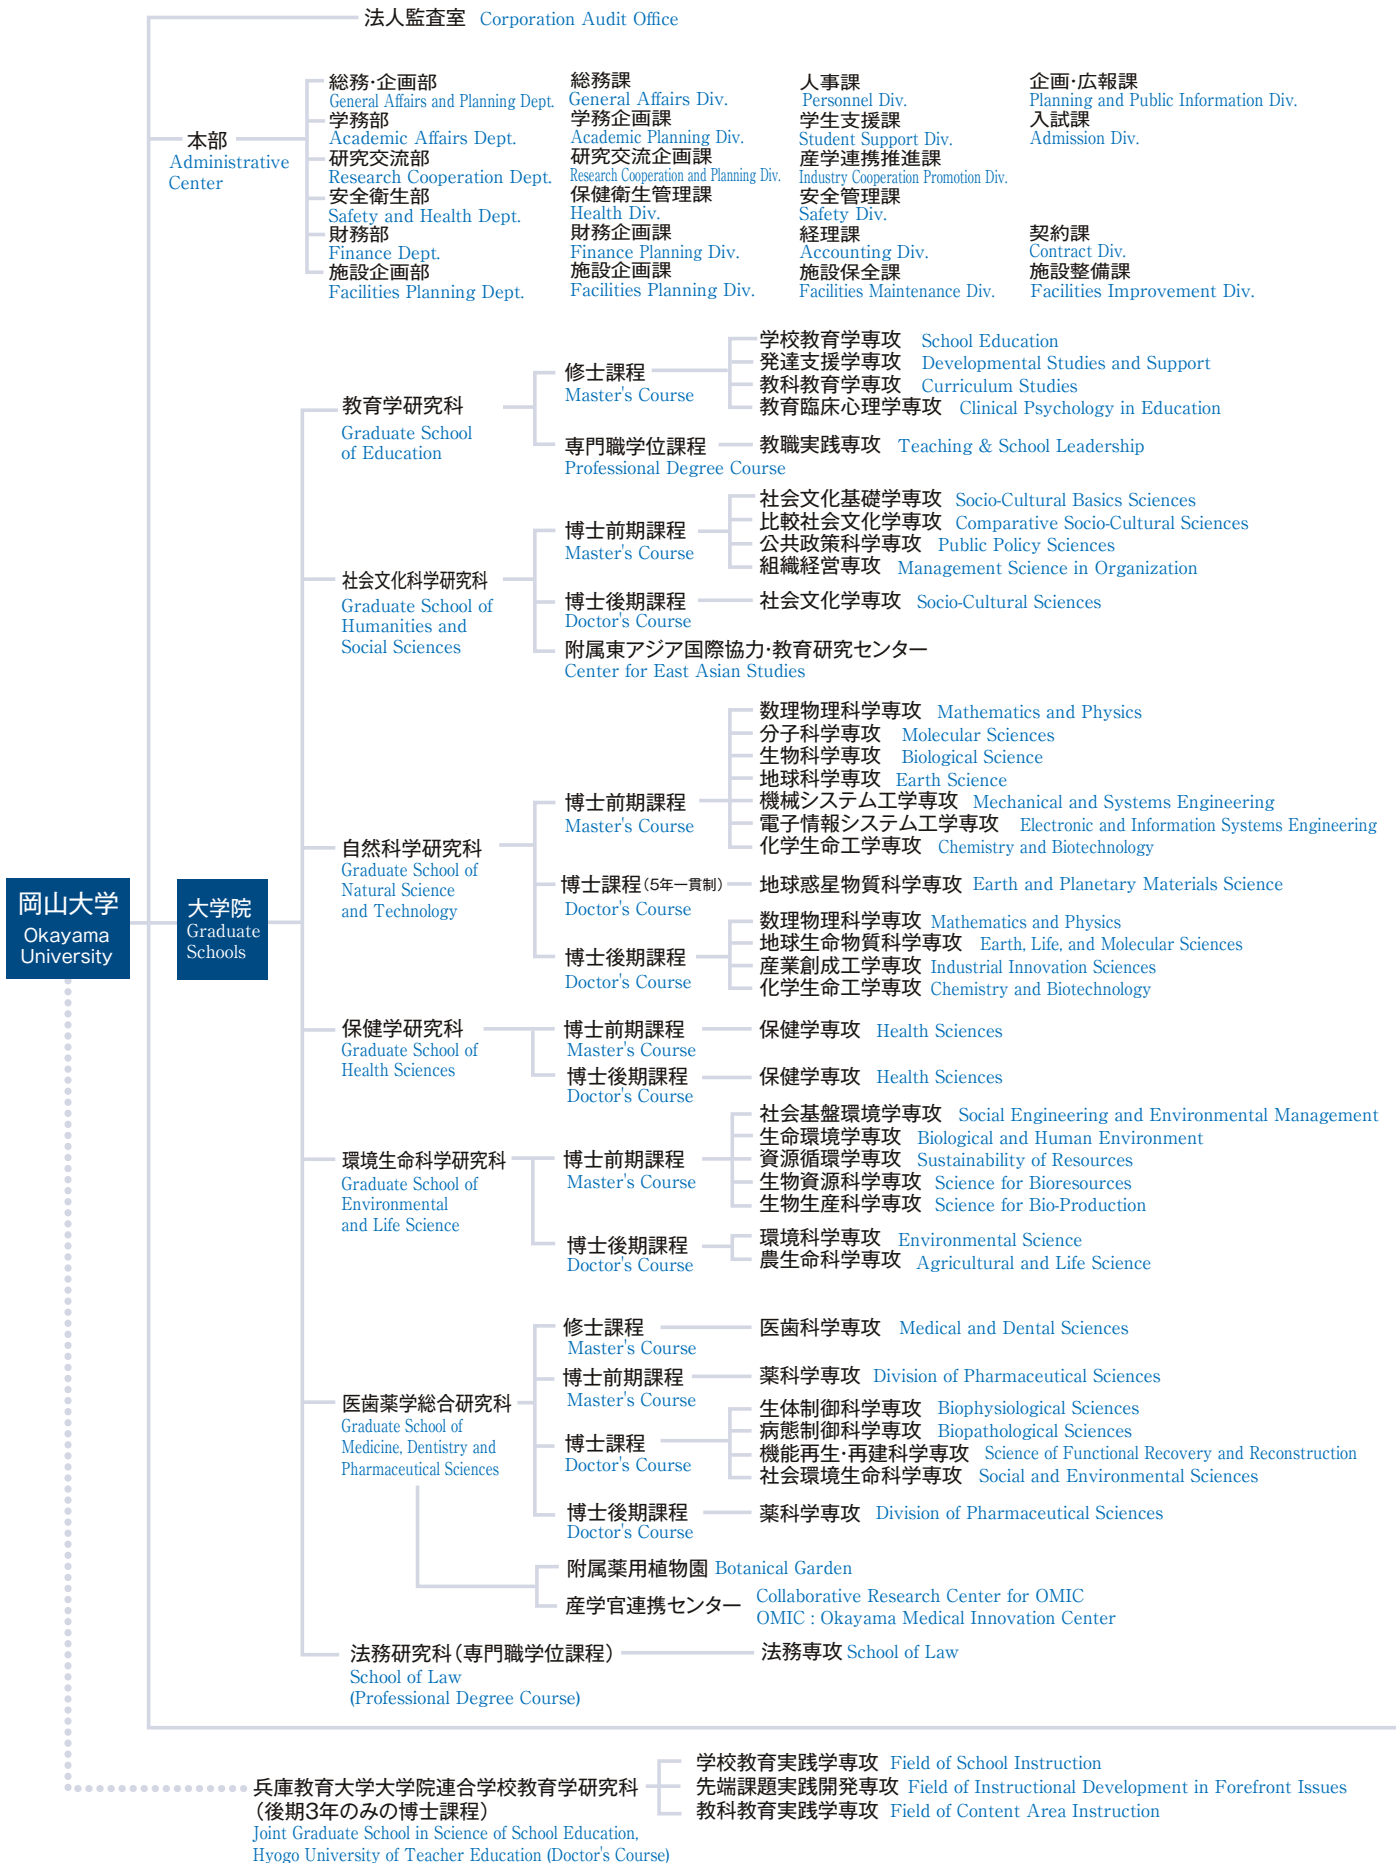 法人監査室 Corporation Audit Office
総務・企画部 総務課 人事課 企画・広報課
General Affairs and Planning Dept. General Affairs Div. Personnel Div. Planning and Public Information Div.
学務部 学務企画課 学生支援課 入試課
Academic Affairs Dept. Academic Planning Div. Student Support Div. Admission Div.
本部
Administrative
Center
研究交流部 研究交流企画課 産学連携推進課
Research Cooperation Dept. Research Cooperation and Planning Div. Industry Cooperation Promotion Div.
安全衛生部 保健衛生管理課 安全管理課
Safety and Health Dept. Health Div. Safety Div.
財務部 財務企画課 経理課 契約課
Finance Dept. Finance Planning Div. Accounting Div. Contract Div.
施設企画部 施設企画課 施設保全課 施設整備課
Facilities Planning Dept. Facilities Planning Div. Facilities Maintenance Div. Facilities Improvement Div.
岡山大学
Okayama
University
大学院
Graduate
Schools
教育学研究科
Graduate School
of Education
修士課程
Master's Course
学校教育学専攻 School Education
発達支援学専攻 Developmental Studies and Support
教科教育学専攻 Curriculum Studies
教育臨床心理学専攻 Clinical Psychology in Education
専門職学位課程 教職実践専攻 Teaching & School Leadership
Professional Degree Course
社会文化科学研究科
Graduate School of
Humanities and
Social Sciences
博士前期課程
Master's Course
社会文化基礎学専攻 Socio-Cultural Basics Sciences
比較社会文化学専攻 Comparative Socio-Cultural Sciences
公共政策科学専攻 Public Policy Sciences
組織経営専攻 Management Science in Organization
博士後期課程 社会文化学専攻 Socio-Cultural Sciences
Doctor's Course
附属東アジア国際協力・教育研究センター
Center for East Asian Studies
自然科学研究科
Graduate School of
Natural Science
and Technology
博士前期課程
Master's Course
数理物理科学専攻 Mathematics and Physics
分子科学専攻 Molecular Sciences
生物科学専攻 Biological Science
地球科学専攻 Earth Science
機械システム工学専攻 Mechanical and Systems Engineering
電子情報システム工学専攻 Electronic and Information Systems Engineering
化学生命工学専攻 Chemistry and Biotechnology
博士課程(5年一貫制) 地球惑星物質科学専攻 Earth and Planetary Materials Science
Doctor's Course
博士後期課程
Doctor's Course
数理物理科学専攻 Mathematics and Physics
地球生命物質科学専攻 Earth, Life, and Molecular Sciences
産業創成工学専攻 Industrial Innovation Sciences
化学生命工学専攻 Chemistry and Biotechnology
保健学研究科
Graduate School of
Health Sciences
博士前期課程 保健学専攻 Health Sciences
Master's Course
博士後期課程 保健学専攻 Health Sciences
Doctor's Course
環境生命科学研究科
Graduate School of
Environmental
and Life Science
博士前期課程
Master's Course
社会基盤環境学専攻 Social Engineering and Environmental Management
生命環境学専攻 Biological and Human Environment
資源循環学専攻 Sustainability of Resources
生物資源科学専攻 Science for Bioresources
生物生産科学専攻 Science for Bio-Production
博士後期課程
Doctor's Course
環境科学専攻 Environmental Science
農生命科学専攻 Agricultural and Life Science
医歯薬学総合研究科
Graduate School of
Medicine, Dentistry and
Pharmaceutical Sciences
修士課程 医歯科学専攻 Medical and Dental Sciences
Master's Course
博士前期課程 薬科学専攻 Division of Pharmaceutical Sciences
Master's Course
博士課程
Doctor's Course
生体制御科学専攻 Biophysiological Sciences
病態制御科学専攻 Biopathological Sciences
機能再生・再建科学専攻 Science of Functional Recovery and Reconstruction
社会環境生命科学専攻 Social and Environmental Sciences
博士後期課程 薬科学専攻 Division of Pharmaceutical Sciences
Doctor's Course
附属薬用植物園 Botanical Garden
産学官連携センター Collaborative Research Center for OMIC
OMIC : Okayama Medical Innovation Center
法務研究科(専門職学位課程) 法務専攻 School of Law
School of Law
(Professional Degree Course)
兵庫教育大学大学院連合学校教育学研究科
(後期3年のみの博士課程)
Joint Graduate School in Science of School Education,
Hyogo University of Teacher Education (Doctor's Course)
学校教育実践学専攻 Field of School Instruction
先端課題実践開発専攻 Field of Instructional Development in Forefront Issues
教科教育実践学専攻 Field of Content Area Instruction